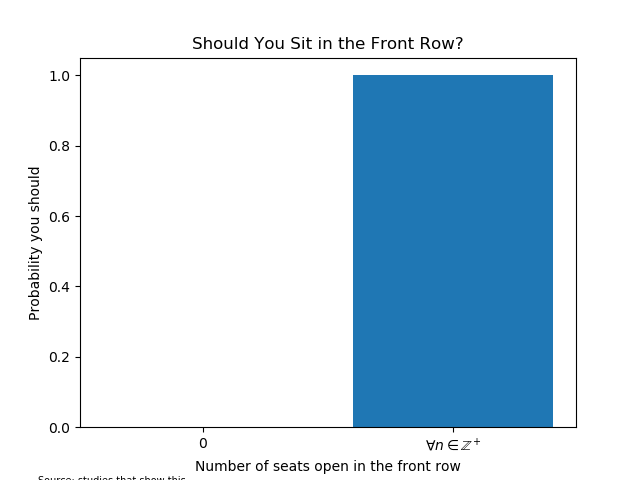 Should You Sit in the Front Row?
Probability you should
1.0
0.8
0.6
0.4
0.2
0.0
0
∀n ∈ ℤ⁺
Number of seats open in the front row
Source: studies that show this